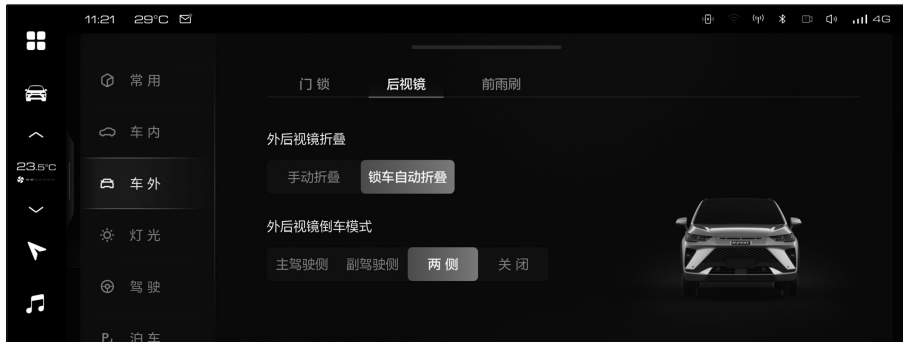 11:21 29°C 4G
常用
门锁 后视镜 前雨刷
车内
外后视镜折叠
23.5°C
车外
手动折叠 锁车自动折叠
外后视镜倒车模式
灯光
主驾驶侧 副驾驶侧 两侧 关闭
驾驶
P 泊车